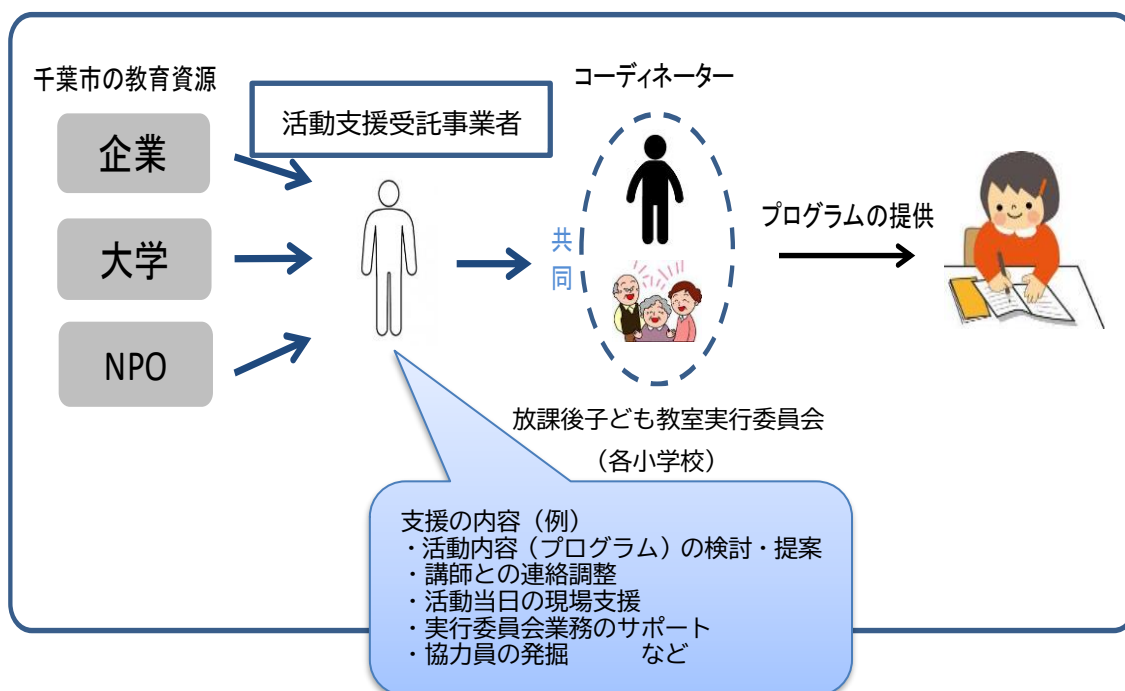 千葉市の教育資源
企業
大学
NPO
活動支援受託事業者
コーディネーター
共
同
プログラムの提供
放課後子ども教室実行委員会
（各小学校）
支援の内容（例）
・活動内容（プログラム）の検討・提案
・講師との連絡調整
・活動当日の現場支援
・実行委員会業務のサポート
・協力員の発掘　　　など